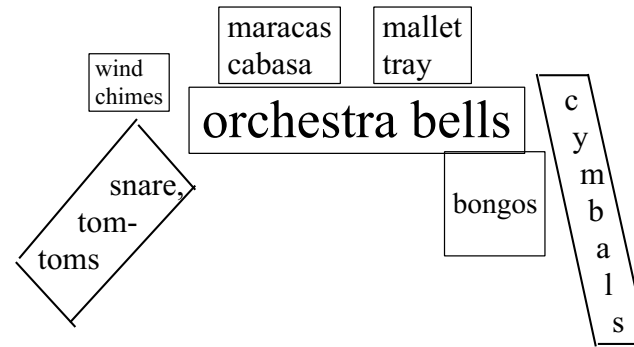 maracas
cabasa
mallet
tray
wind
chimes
orchestra bells
snare,
tom-
toms
bongos
c
y
m
b
a
l
s